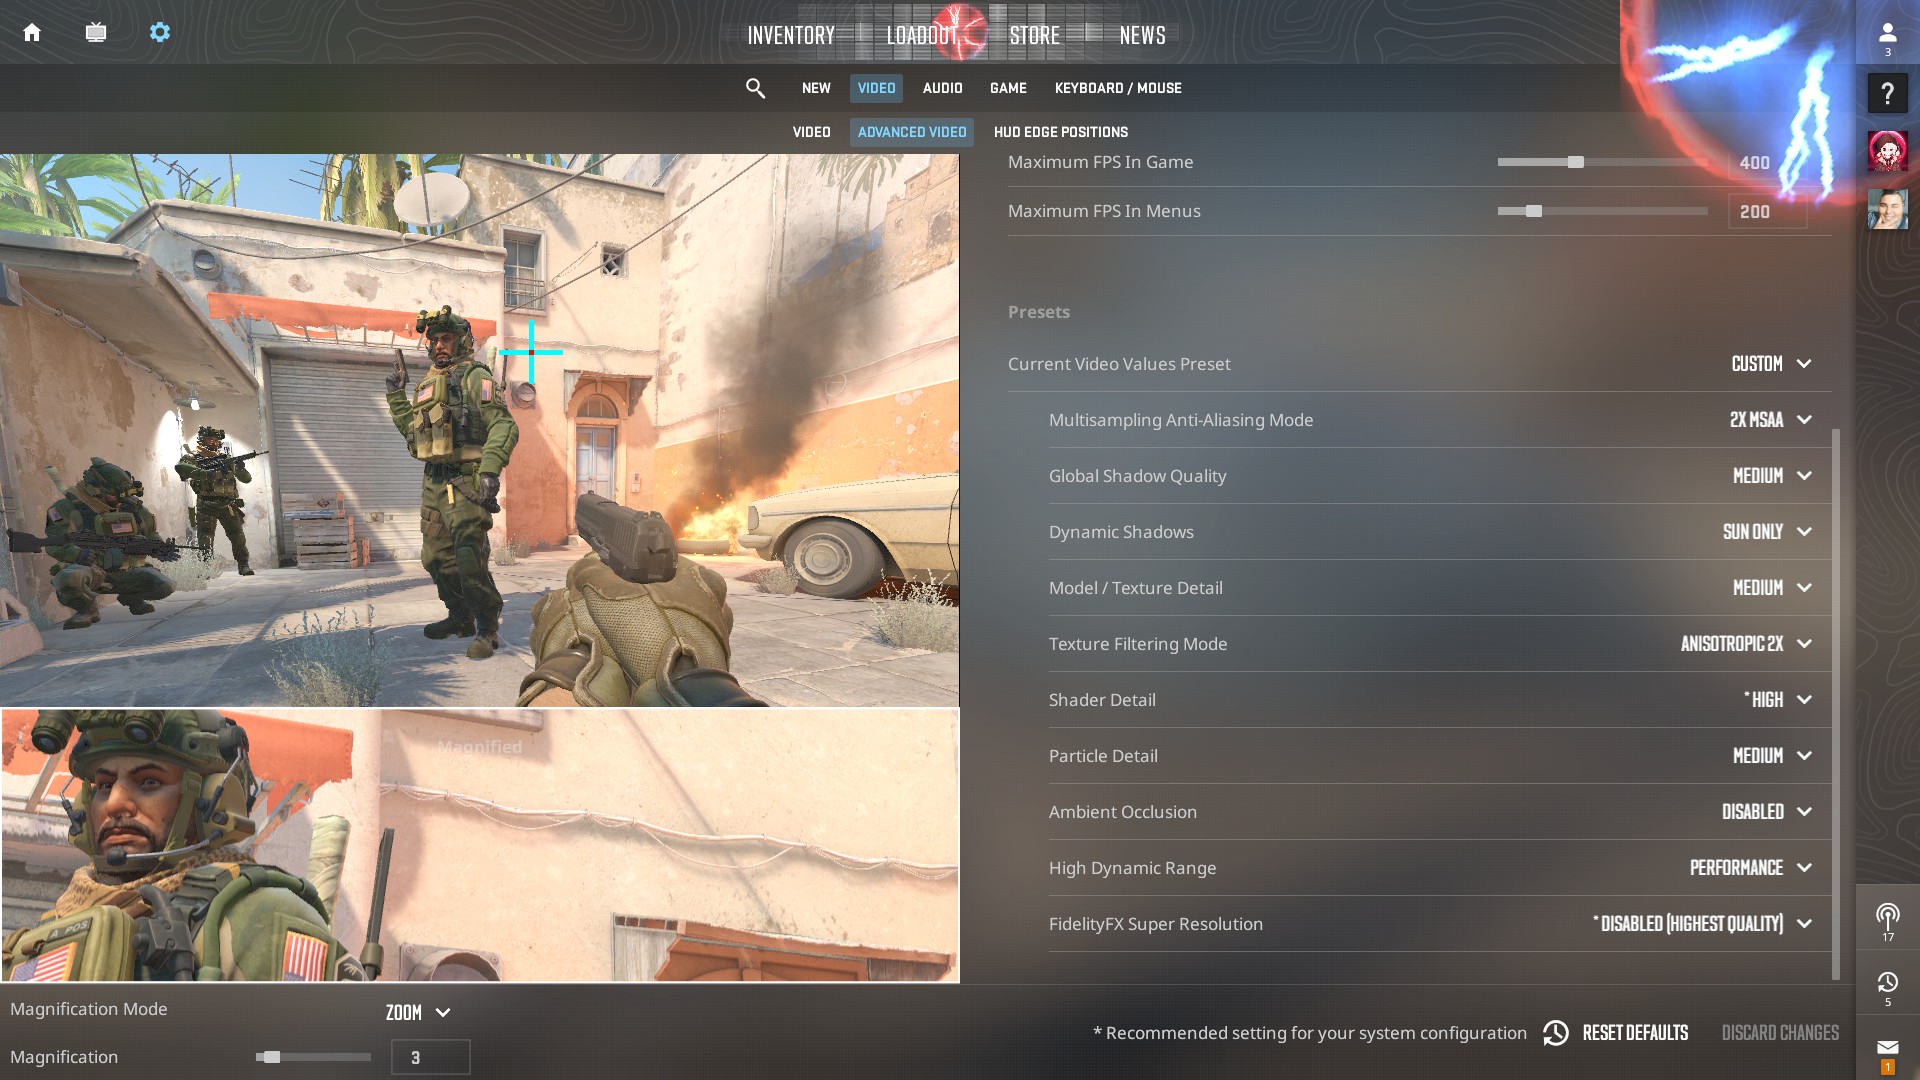 INVENTORY
LOADOUT
STORE
NEWS
3
NEW
VIDEO
AUDIO
GAME
KEYBOARD / MOUSE
?
VIDEO
ADVANCED VIDEO
HUD EDGE POSITIONS
Maximum FPS In Game
400
Maximum FPS In Menus
200
Presets
Current Video Values Preset
CUSTOM
Multisampling Anti-Aliasing Mode
2X MSAA
Global Shadow Quality
MEDIUM
Dynamic Shadows
SUN ONLY
Model / Texture Detail
MEDIUM
Texture Filtering Mode
ANISOTROPIC 2X
Shader Detail
* HIGH
Particle Detail
MEDIUM
Ambient Occlusion
DISABLED
High Dynamic Range
PERFORMANCE
FidelityFX Super Resolution
* DISABLED (HIGHEST QUALITY)
Magnified
A POS
17
5
1
Magnification Mode
ZOOM
Magnification
3
* Recommended setting for your system configuration
RESET DEFAULTS
DISCARD CHANGES